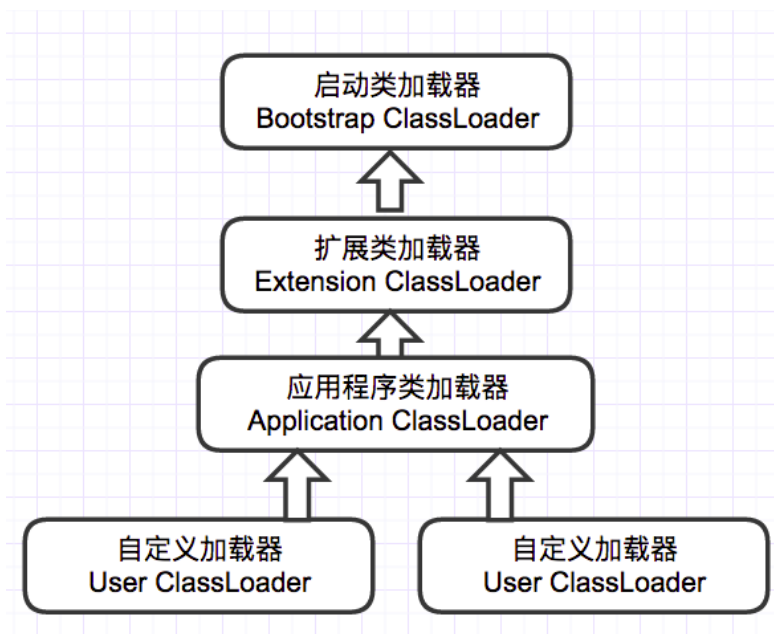 启动类加载器
Bootstrap ClassLoader
扩展类加载器
Extension ClassLoader
应用程序类加载器
Application ClassLoader
自定义加载器
User ClassLoader
自定义加载器
User ClassLoader